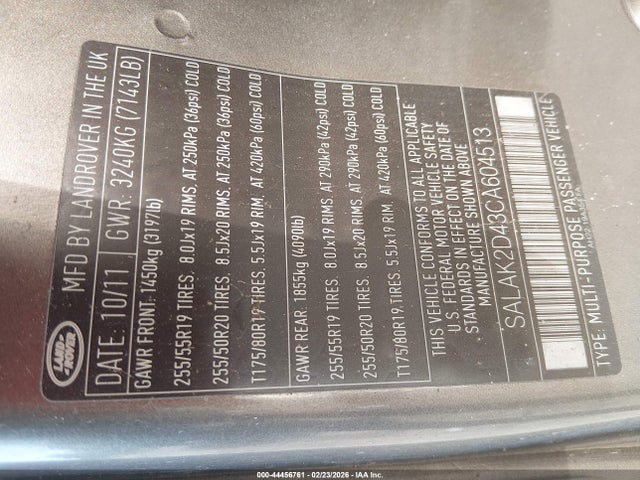 LAND
ROVER
MFD BY LANDROVER IN THE UK
DATE: 10/11 GWR: 3240KG (7143LB)
GAWR FRONT: 1450kg (3197lb)
255/55R19 TIRES. 8.0Jx19 RIMS, AT 250kPa (36psi) COLD
255/50R20 TIRES. 8.5Jx20 RIMS, AT 250kPa (36psi) COLD
T175/80R19 TIRES. 5.5Jx19 RIM. AT 420kPa (60psi) COLD
GAWR REAR: 1855kg (4090lb)
255/55R19 TIRES. 8.0Jx19 RIMS, AT 290kPa (42psi) COLD
255/50R20 TIRES. 8.5Jx20 RIMS, AT 290kPa (42psi) COLD
T175/80R19 TIRES. 5.5Jx19 RIM. AT 420kPa (60psi) COLD
THIS VEHICLE CONFORMS TO ALL APPLICABLE
U.S. FEDERAL MOTOR VEHICLE SAFETY
STANDARDS IN EFFECT ON THE DATE OF
MANUFACTURE SHOWN ABOVE
SALAK2D43CA604513
TYPE: MULTI-PURPOSE PASSENGER VEHICLE
000-44456761 - 02/23/2026 - IAA Inc.